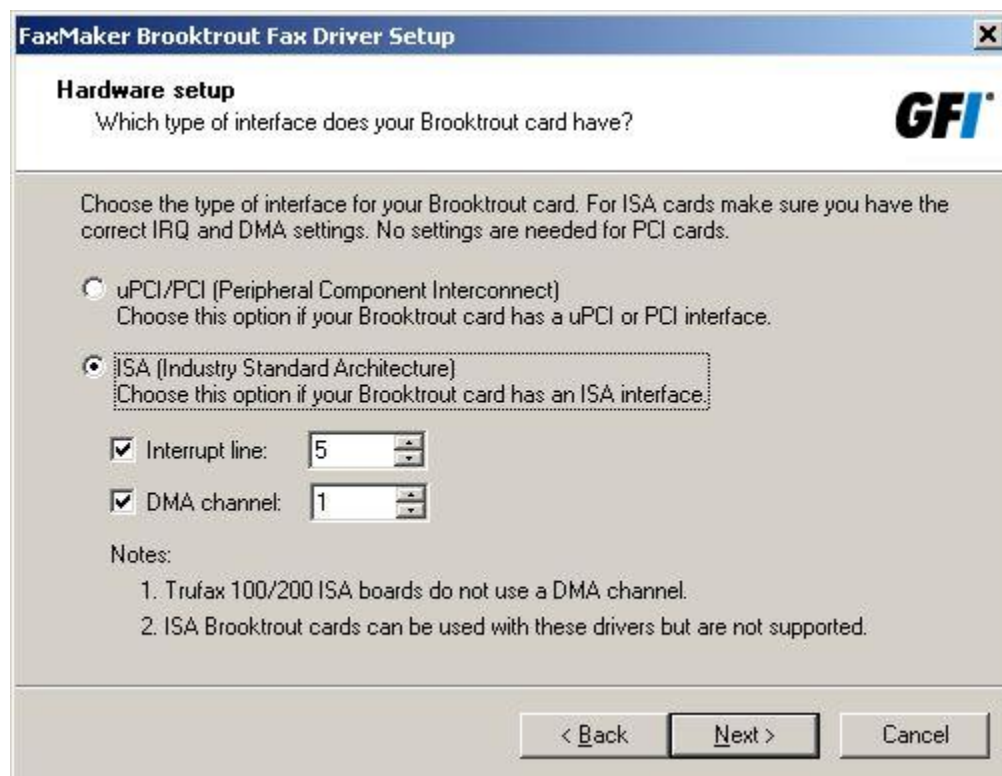 FaxMaker Brooktrout Fax Driver Setup
Hardware setup
Which type of interface does your Brooktrout card have?
GFI
Choose the type of interface for your Brooktrout card. For ISA cards make sure you have the
correct IRQ and DMA settings. No settings are needed for PCI cards.
uPCI/PCI (Peripheral Component Interconnect)
Choose this option if your Brooktrout card has a uPCI or PCI interface.
ISA (Industry Standard Architecture)
Choose this option if your Brooktrout card has an ISA interface.
Interrupt line: 5
DMA channel: 1
Notes:
1. Trufax 100/200 ISA boards do not use a DMA channel.
2. ISA Brooktrout cards can be used with these drivers but are not supported.
< Back Next > Cancel